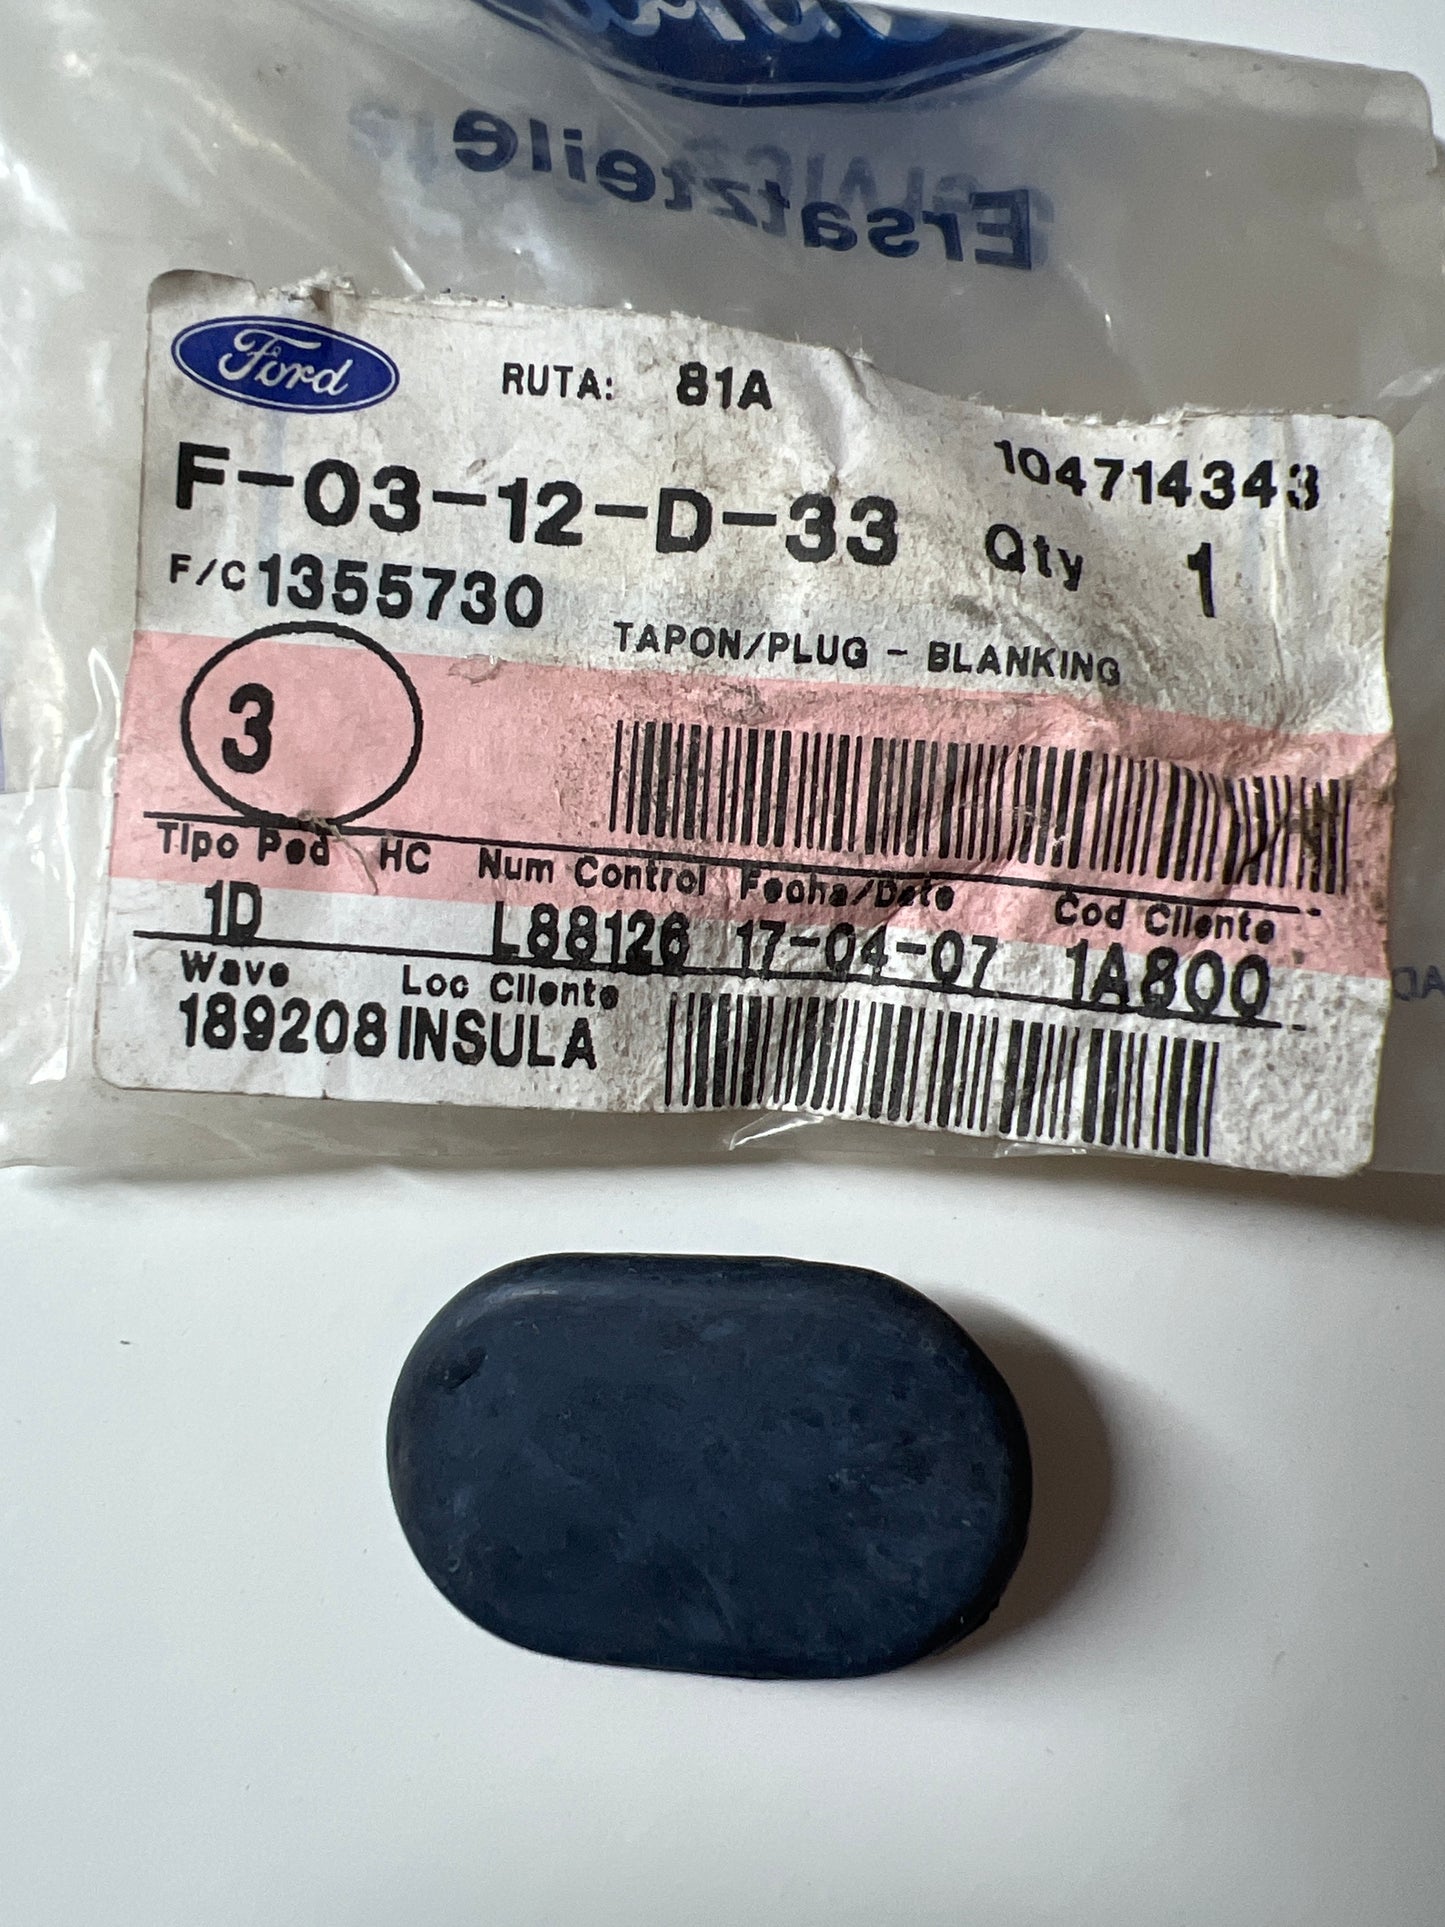 Ersatzteile
Ford
RUTA: 81A
104714343
F-03-12-D-33
Qty 1
F/C 1355730
TAPON/PLUG - BLANKING
3
Tipo Ped HC Num Control Fecha/Date Cod Cliente
1D L88126 17-04-07 1A800
Wave Loc Cliente
189208 INSULA